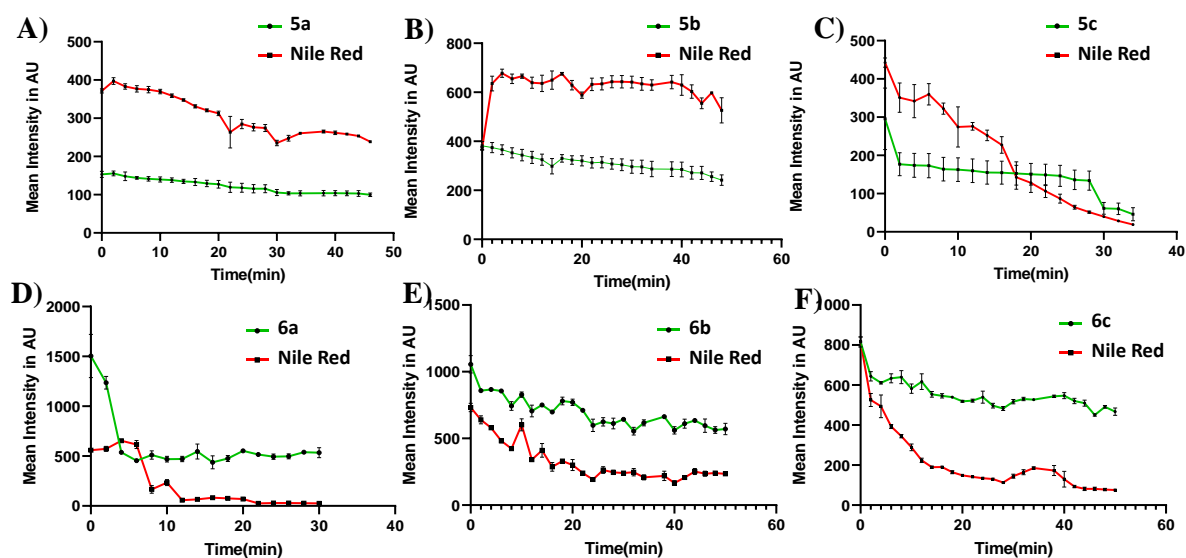 A)
5a
Nile Red
Mean Intensity in AU
500
400
300
200
100
0
0 10 20 30 40 50
Time(min)
B)
5b
Nile Red
Mean Intensity in AU
800
600
400
200
0
0 20 40 60
Time(min)
C)
5c
Nile Red
Mean Intensity in AU
500
400
300
200
100
0
0 10 20 30 40
Time(min)
D)
6a
Nile Red
Mean Intensity in AU
2000
1500
1000
500
0
0 10 20 30 40
Time(min)
E)
6b
Nile Red
Mean Intensity in AU
1500
1000
500
0
0 20 40 60
Time(min)
F)
6c
Nile Red
Mean Intensity in AU
1000
800
600
400
200
0
0 20 40 60
Time(min)